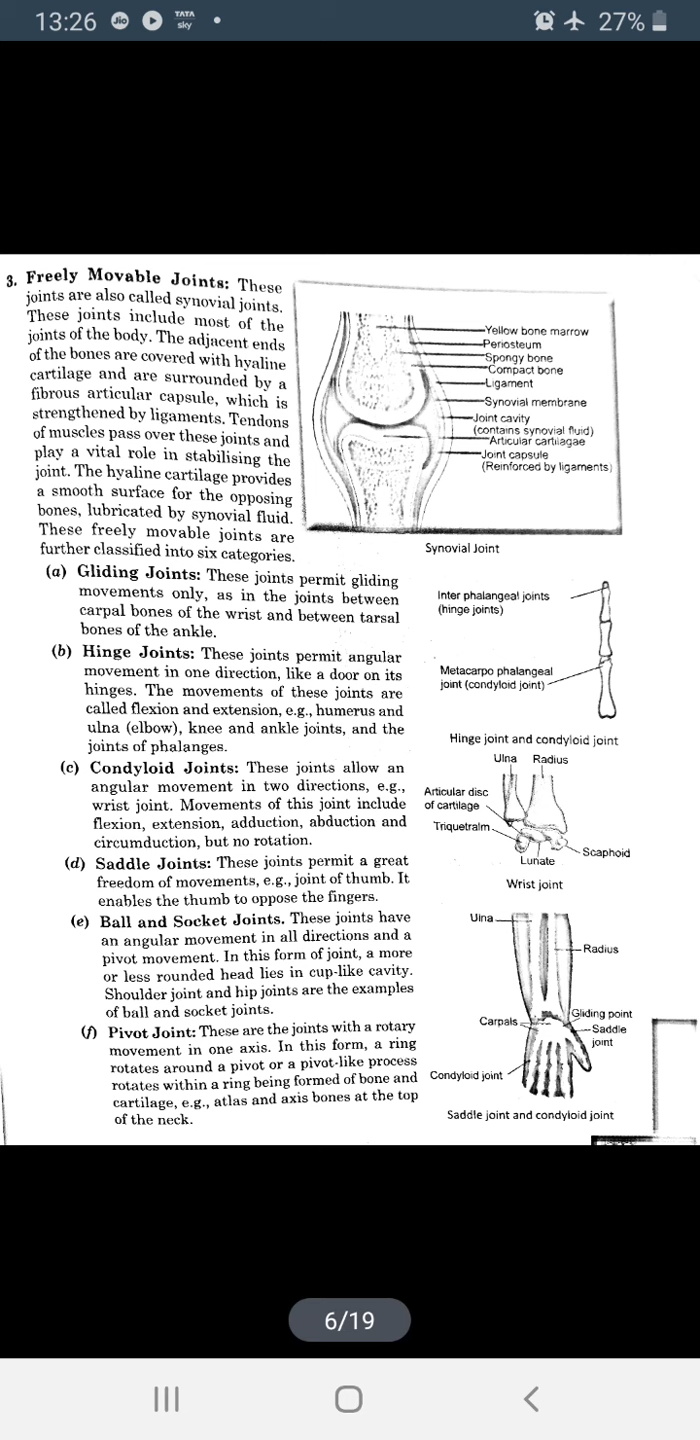 13:26 Jio TATA sky 27%
3. Freely Movable Joints: These
joints are also called synovial joints.
These joints include most of the
joints of the body. The adjacent ends
of the bones are covered with hyaline
cartilage and are surrounded by a
fibrous articular capsule, which is
strengthened by ligaments. Tendons
of muscles pass over these joints and
play a vital role in stabilising the
joint. The hyaline cartilage provides
a smooth surface for the opposing
bones, lubricated by synovial fluid.
These freely movable joints are
further classified into six categories.
Yellow bone marrow
Periosteum
Spongy bone
Compact bone
Ligament
Synovial membrane
Joint cavity
(contains synovial fluid)
Articular cartilagae
Joint capsule
(Reinforced by ligaments)
Synovial Joint
(a) Gliding Joints: These joints permit gliding
movements only, as in the joints between
carpal bones of the wrist and between tarsal
bones of the ankle.
(b) Hinge Joints: These joints permit angular
movement in one direction, like a door on its
hinges. The movements of these joints are
called flexion and extension, e.g., humerus and
ulna (elbow), knee and ankle joints, and the
joints of phalanges.
(c) Condyloid Joints: These joints allow an
angular movement in two directions, e.g.,
wrist joint. Movements of this joint include
flexion, extension, adduction, abduction and
circumduction, but no rotation.
(d) Saddle Joints: These joints permit a great
freedom of movements, e.g., joint of thumb. It
enables the thumb to oppose the fingers.
(e) Ball and Socket Joints. These joints have
an angular movement in all directions and a
pivot movement. In this form of joint, a more
or less rounded head lies in cup-like cavity.
Shoulder joint and hip joints are the examples
of ball and socket joints.
(f) Pivot Joint: These are the joints with a rotary
movement in one axis. In this form, a ring
rotates around a pivot or a pivot-like process
rotates within a ring being formed of bone and
cartilage, e.g., atlas and axis bones at the top
of the neck.
Inter phalangeal joints
(hinge joints)
Metacarpo phalangeal
joint (condyloid joint)
Hinge joint and condyloid joint
Ulna Radius
Articular disc
of cartilage
Triquetralm
Scaphoid
Lunate
Wrist joint
Ulna
Radius
Carpals
Gliding point
Saddle
joint
Condyloid joint
Saddle joint and condyloid joint
6/19